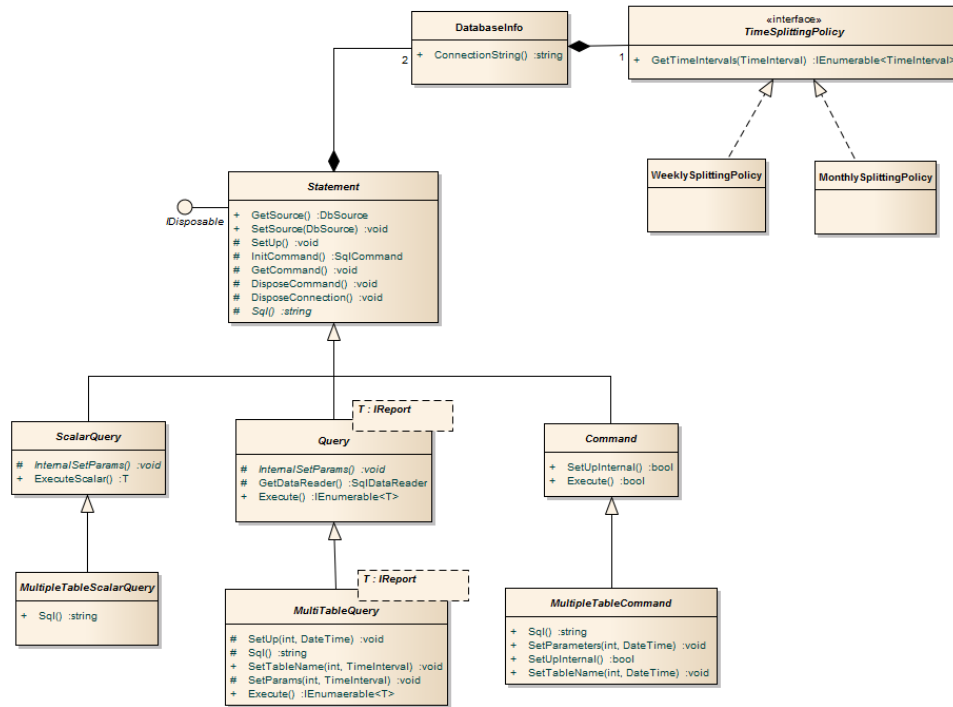 DatabaseInfo
+ ConnectionString() :string
2
«interface»
TimeSplittingPolicy
+ GetTimeIntervals(TimeInterval) :IEnumerable<TimeInterval>
1
WeeklySplittingPolicy
MonthlySplittingPolicy
IDisposable
Statement
+ GetSource() :DbSource
+ SetSource(DbSource) :void
# SetUp() :void
# InitCommand() :SqlCommand
# GetCommand() :void
# DisposeCommand() :void
# DisposeConnection() :void
# Sql() :string
ScalarQuery
# InternalSetParams() :void
+ ExecuteScalar() :T
T : IReport
Query
# InternalSetParams() :void
# GetDataReader() :SqlDataReader
+ Execute() :IEnumerable<T>
Command
+ SetUpInternal() :bool
+ Execute() :bool
MultipleTableScalarQuery
+ Sql() :string
T : IReport
MultiTableQuery
# SetUp(int, DateTime) :void
# Sql() :string
+ SetTableName(int, TimeInterval) :void
# SetParams(int, TimeInterval) :void
+ Execute() :IEnumaerable<T>
MultipleTableCommand
+ Sql() :string
+ SetParameters(int, DateTime) :void
+ SetUpInternal() :bool
+ SetTableName(int, DateTime) :void